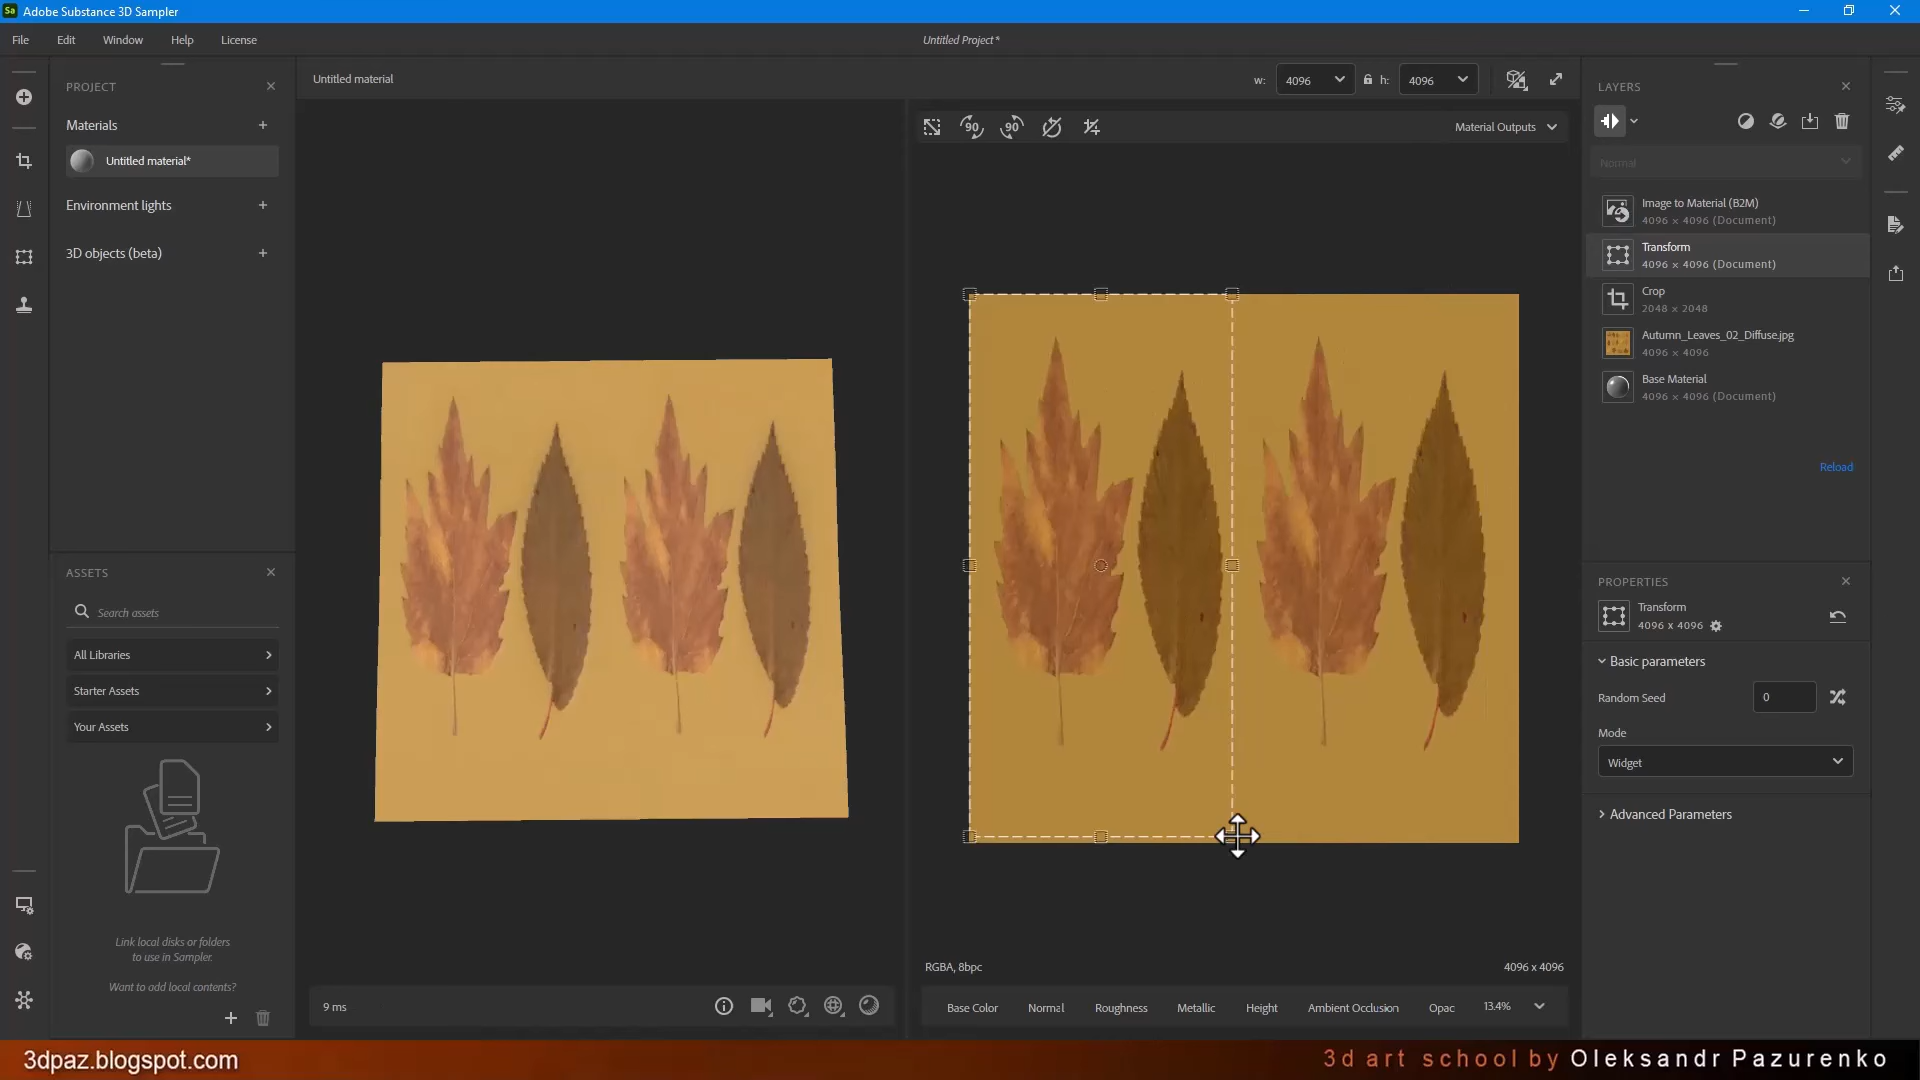 Sa Adobe Substance 3D Sampler
File Edit Window Help License
Untitled Project*
PROJECT
Materials
Untitled material*
Environment lights
3D objects (beta)
ASSETS
Search assets
All Libraries
Starter Assets
Your Assets
Link local disks or folders
to use in Sampler.
Want to add local contents?
Untitled material
w: 4096 h: 4096
90 90
Material Outputs
9 ms
RGBA, 8bpc
4096 x 4096
Base Color Normal Roughness Metallic Height Ambient Occlusion Opac 13.4%
LAYERS
Normal
Image to Material (B2M)
4096 × 4096 (Document)
Transform
4096 × 4096 (Document)
Crop
2048 × 2048
Autumn_Leaves_02_Diffuse.jpg
4096 × 4096
Base Material
4096 × 4096 (Document)
Reload
PROPERTIES
Transform
4096 x 4096
Basic parameters
Random Seed 0
Mode
Widget
Advanced Parameters
3dpaz.blogspot.com
3d art school by Oleksandr Pazurenko